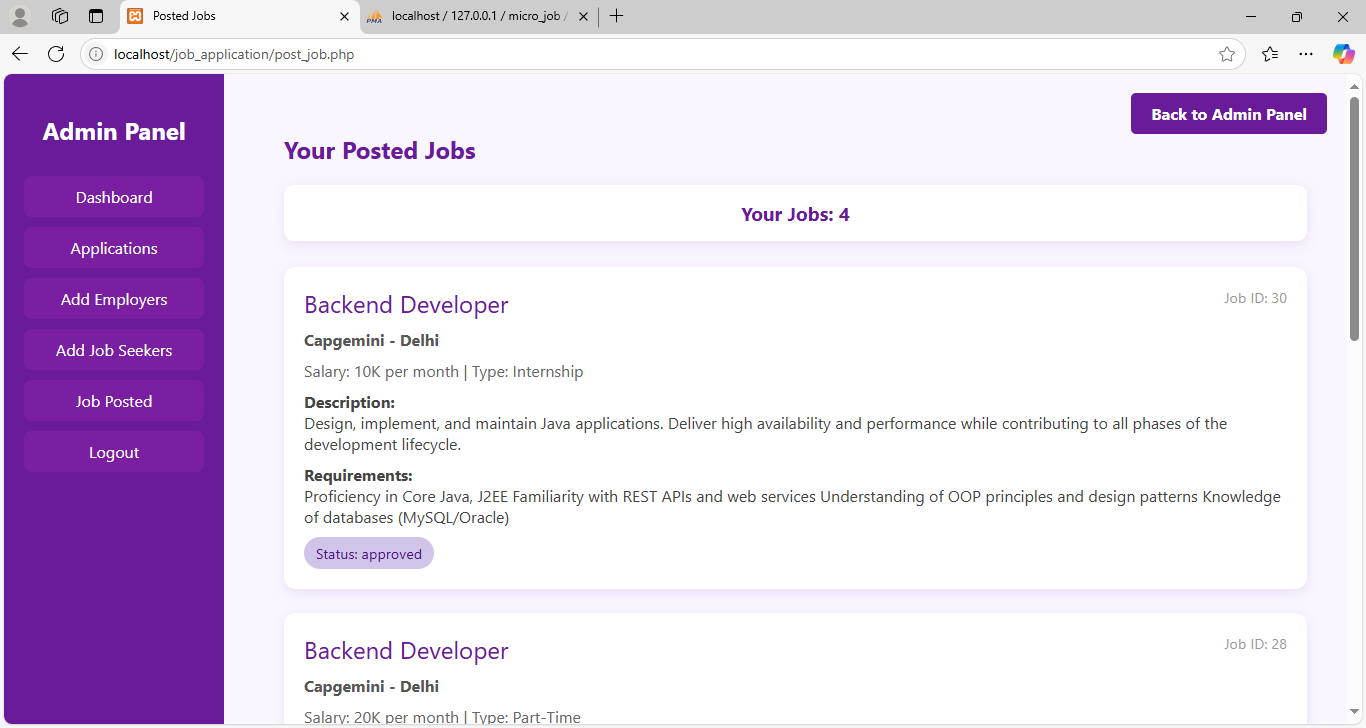 Posted Jobs
localhost / 127.0.0.1 / micro_job /
localhost/job_application/post_job.php
Admin Panel
Dashboard
Applications
Add Employers
Add Job Seekers
Job Posted
Logout
Back to Admin Panel
Your Posted Jobs
Your Jobs: 4
Backend Developer
Job ID: 30
Capgemini - Delhi
Salary: 10K per month | Type: Internship
Description:
Design, implement, and maintain Java applications. Deliver high availability and performance while contributing to all phases of the
development lifecycle.
Requirements:
Proficiency in Core Java, J2EE Familiarity with REST APIs and web services Understanding of OOP principles and design patterns Knowledge
of databases (MySQL/Oracle)
Status: approved
Backend Developer
Job ID: 28
Capgemini - Delhi
Salary: 20K per month | Type: Part-Time